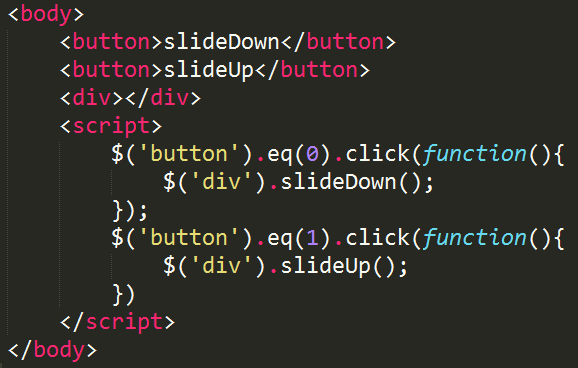 <body>
    <button>slideDown</button>
    <button>slideUp</button>
    <div></div>
    <script>
        $('button').eq(0).click(function(){
            $('div').slideDown();
        });
        $('button').eq(1).click(function(){
            $('div').slideUp();
        })
    </script>
</body>